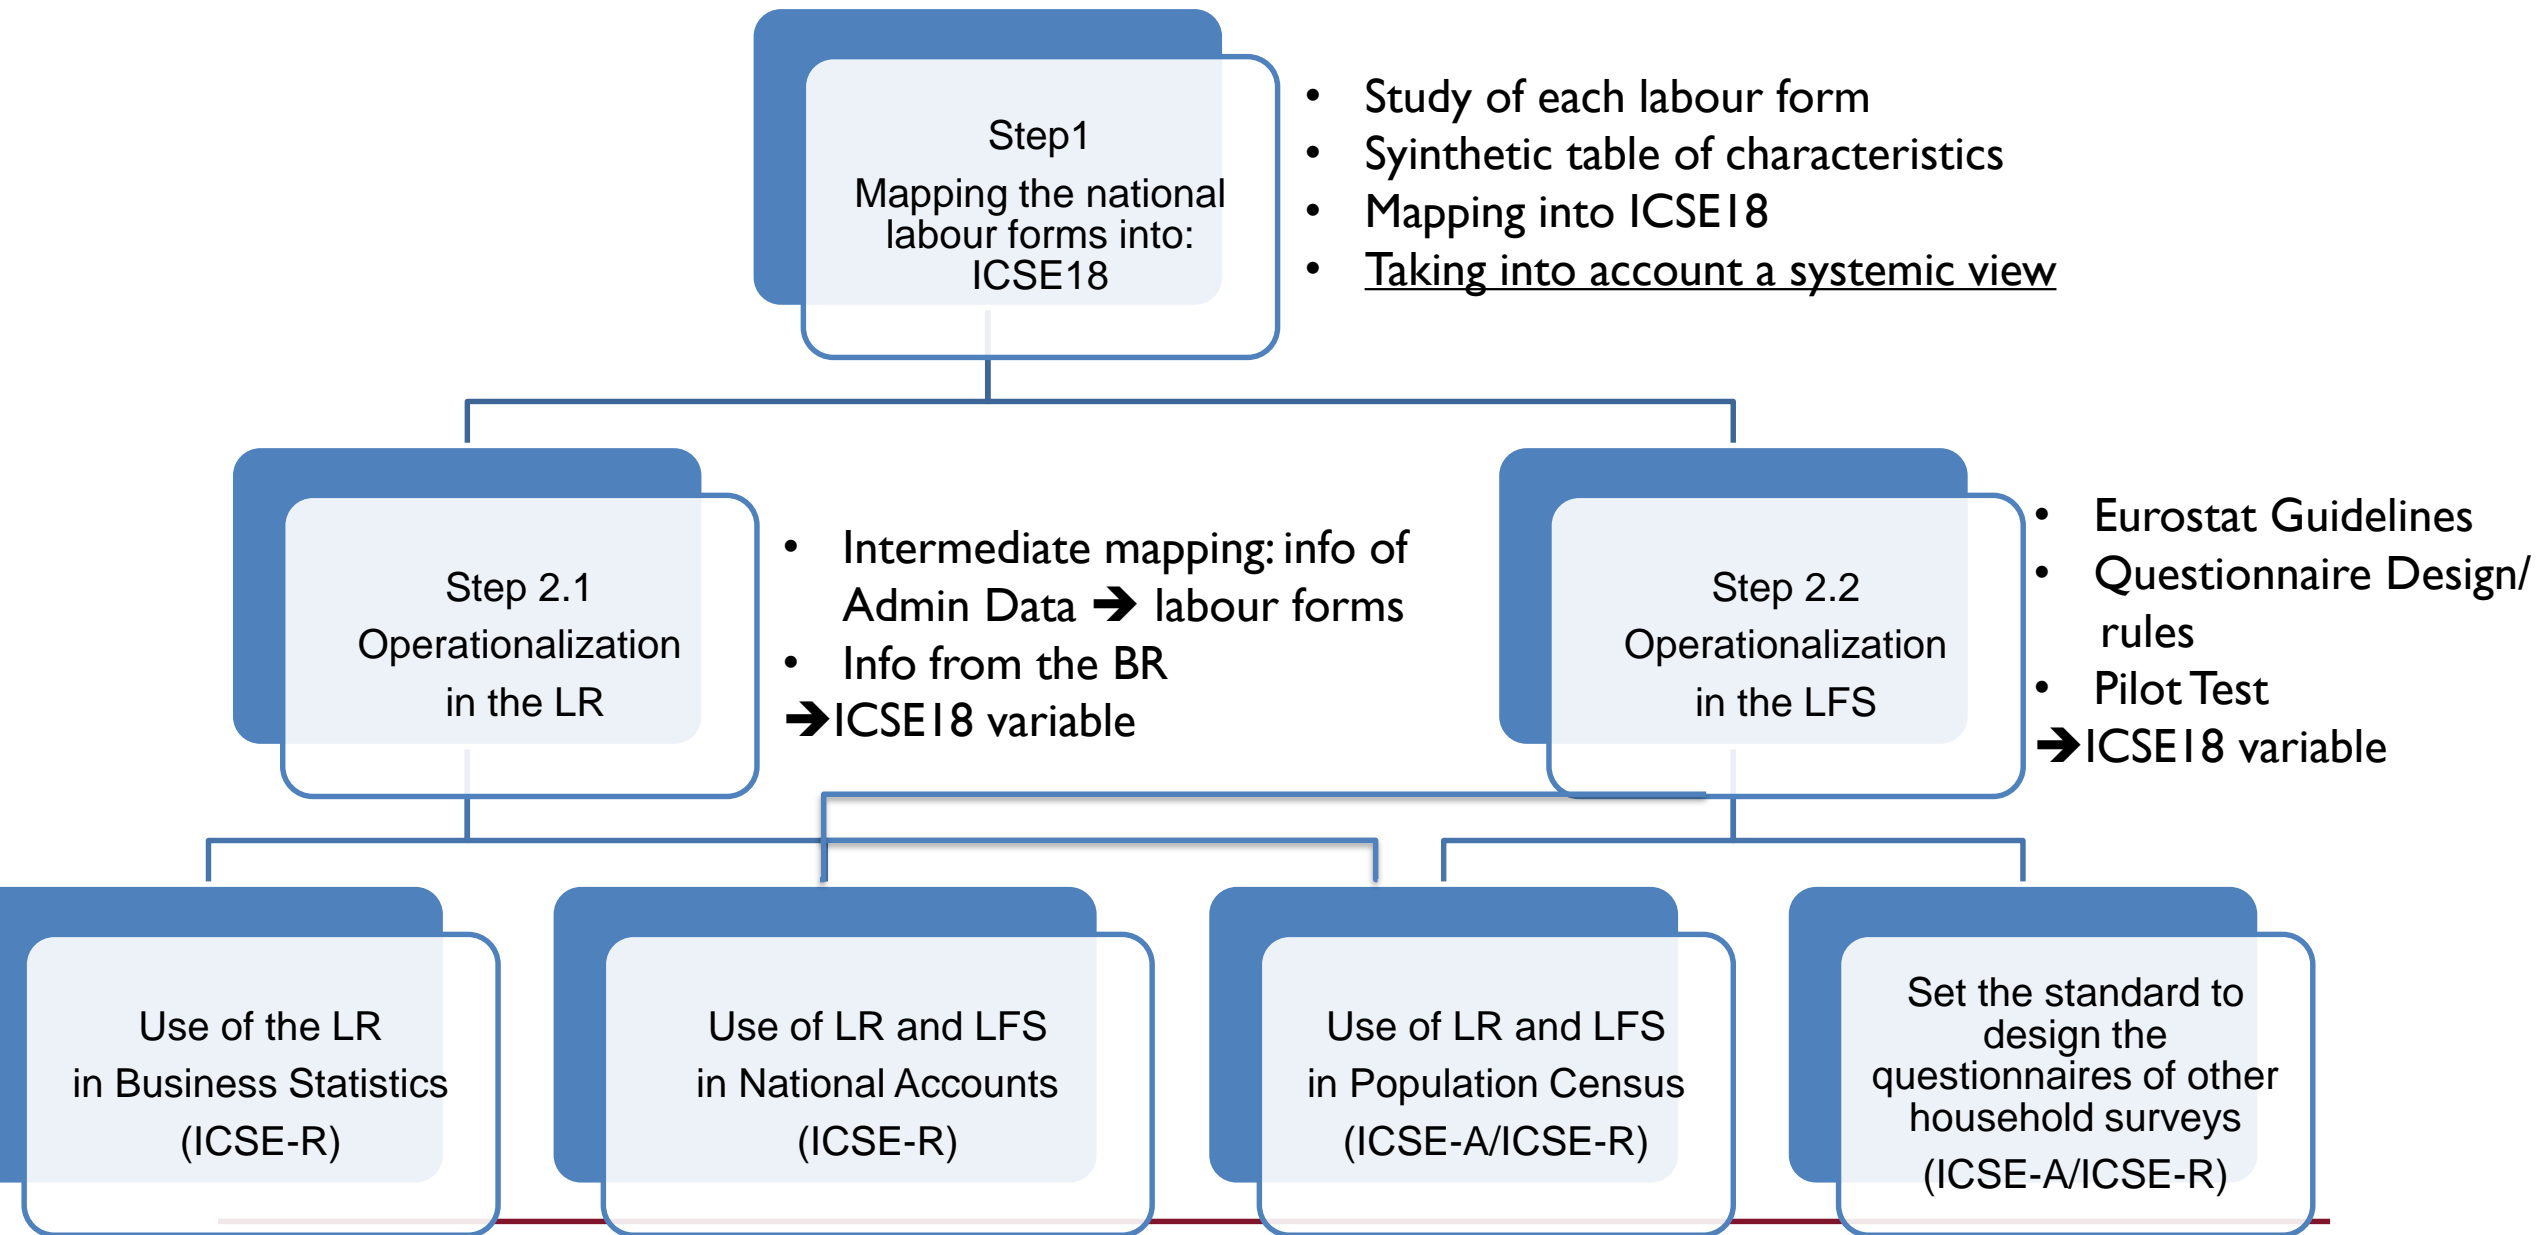 Step1
Mapping the national
labour forms into:
ICSE18
• Study of each labour form
• Syinthetic table of characteristics
• Mapping into ICSE18
• Taking into account a systemic view
Step 2.1
Operationalization
in the LR
• Intermediate mapping: info of
Admin Data ➔ labour forms
• Info from the BR
➔ICSE18 variable
Step 2.2
Operationalization
in the LFS
• Eurostat Guidelines
• Questionnaire Design/
rules
• Pilot Test
➔ICSE18 variable
Use of the LR
in Business Statistics
(ICSE-R)
Use of LR and LFS
in National Accounts
(ICSE-R)
Use of LR and LFS
in Population Census
(ICSE-A/ICSE-R)
Set the standard to
design the
questionnaires of other
household surveys
(ICSE-A/ICSE-R)